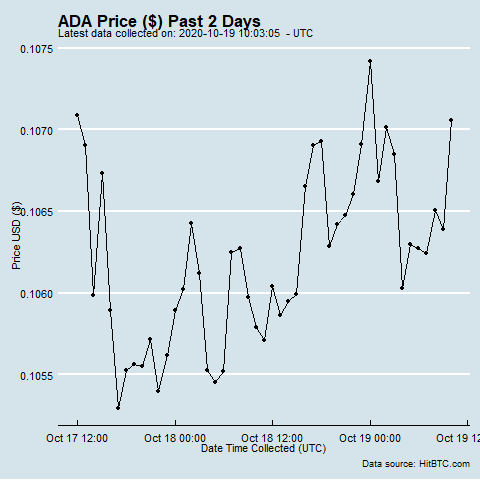 ADA Price ($) Past 2 Days
Latest data collected on: 2020-10-19 10:03:05 - UTC
0.1075
0.1070
0.1065
0.1060
0.1055
Price USD ($)
Oct 17 12:00 Oct 18 00:00 Oct 18 12:00 Oct 19 00:00 Oct 19 12
Date Time Collected (UTC)
Data source: HitBTC.com